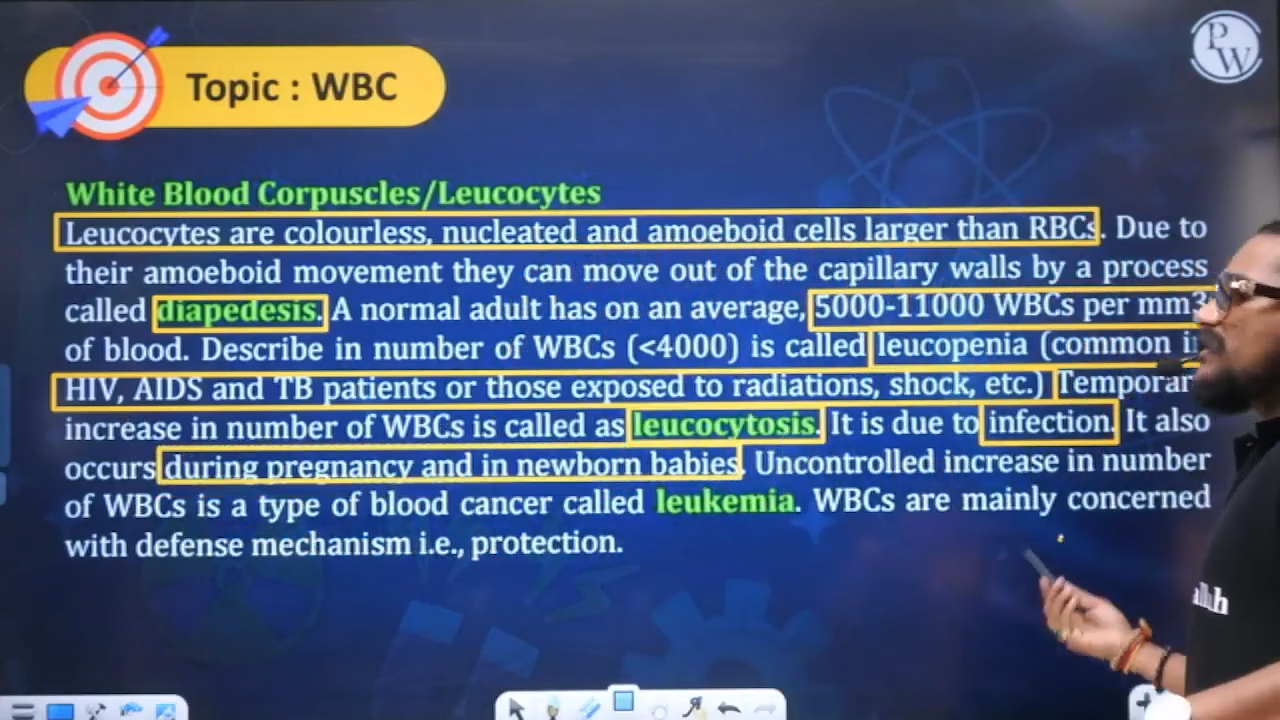 Topic : WBC
P
W
White Blood Corpuscles/Leucocytes
Leucocytes are colourless, nucleated and amoeboid cells larger than RBCs. Due to
their amoeboid movement they can move out of the capillary walls by a process
called diapedesis. A normal adult has on an average, 5000-11000 WBCs per mm3
of blood. Describe in number of WBCs (<4000) is called leucopenia (common in
HIV, AIDS and TB patients or those exposed to radiations, shock, etc.) Temporar
increase in number of WBCs is called as leucocytosis. It is due to infection. It also
occurs during pregnancy and in newborn babies. Uncontrolled increase in number
of WBCs is a type of blood cancer called leukemia. WBCs are mainly concerned
with defense mechanism i.e., protection.